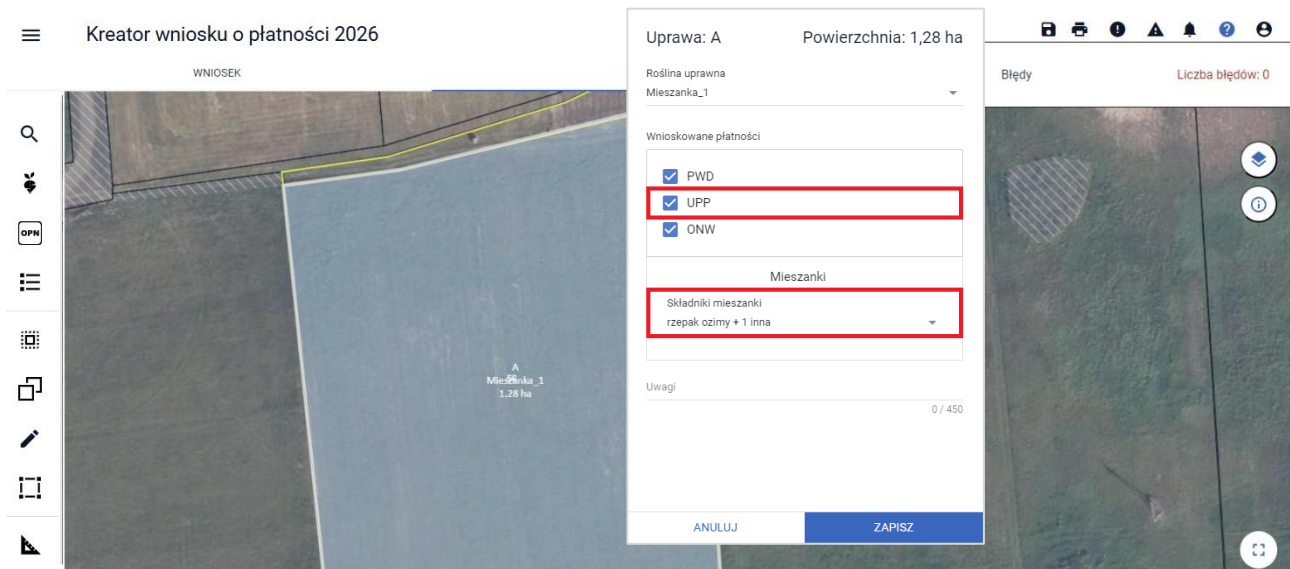 Kreator wniosku o płatności 2026
WNIOSEK
OPN
A
Mieszanka_1
1.28 ha
Uprawa: A Powierzchnia: 1,28 ha
Roślina uprawna
Mieszanka_1
Wnioskowane płatności
PWD
UPP
ONW
Mieszanki
Składniki mieszanki
rzepak ozimy + 1 inna
Uwagi
0 / 450
ANULUJ ZAPISZ
Błędy Liczba błędów: 0